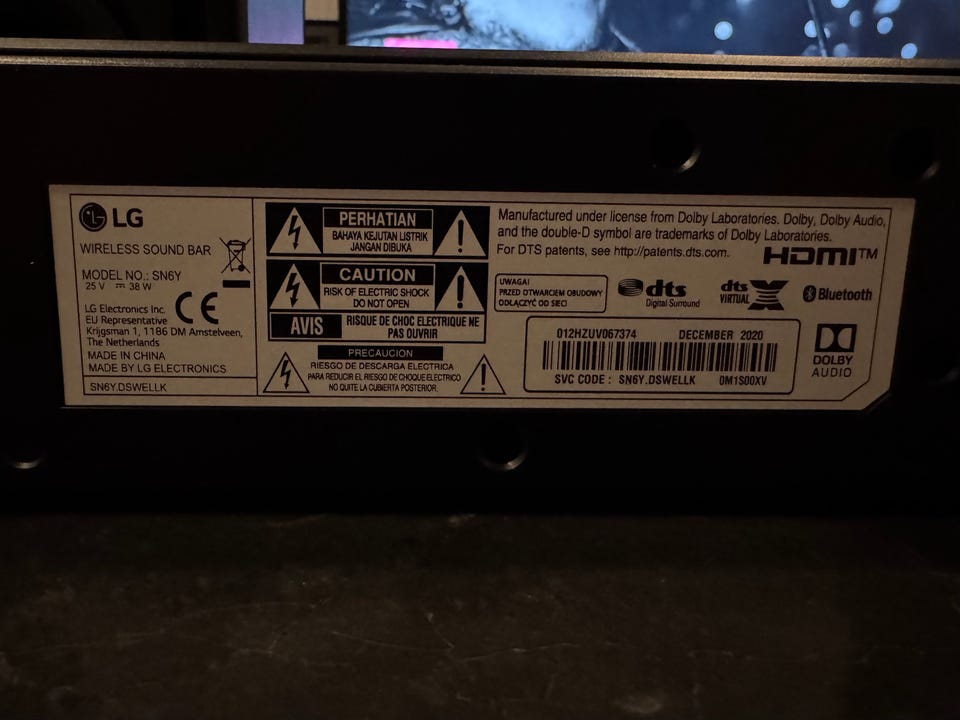 LG
WIRELESS SOUND BAR
MODEL NO.: SN6Y
25 V ⎓ 38 W
LG Electronics Inc.
EU Representative
Krijgsman 1, 1186 DM Amstelveen,
The Netherlands
CE
MADE IN CHINA
MADE BY LG ELECTRONICS
SN6Y.DSWELLK
PERHATIAN
BAHAYA KEJUTAN LISTRIK
JANGAN DIBUKA
CAUTION
RISK OF ELECTRIC SHOCK
DO NOT OPEN
AVIS
RISQUE DE CHOC ELECTRIQUE NE
PAS OUVRIR
PRECAUCION
RIESGO DE DESCARGA ELECTRICA
PARA REDUCIR EL RIESGO DE CHOQUE ELECTRICO
NO QUITE LA CUBIERTA POSTERIOR.
Manufactured under license from Dolby Laboratories. Dolby, Dolby Audio,
and the double-D symbol are trademarks of Dolby Laboratories.
For DTS patents, see http://patents.dts.com.
HDMI™
UWAGA!
PRZED OTWARCIEM OBUDOWY
ODŁĄCZYĆ OD SIECI
dts
Digital Surround
dts X
VIRTUAL
Bluetooth
012HZUV067374 DECEMBER 2020
SVC CODE : SN6Y.DSWELLK 0M1S00XV
DOLBY
AUDIO